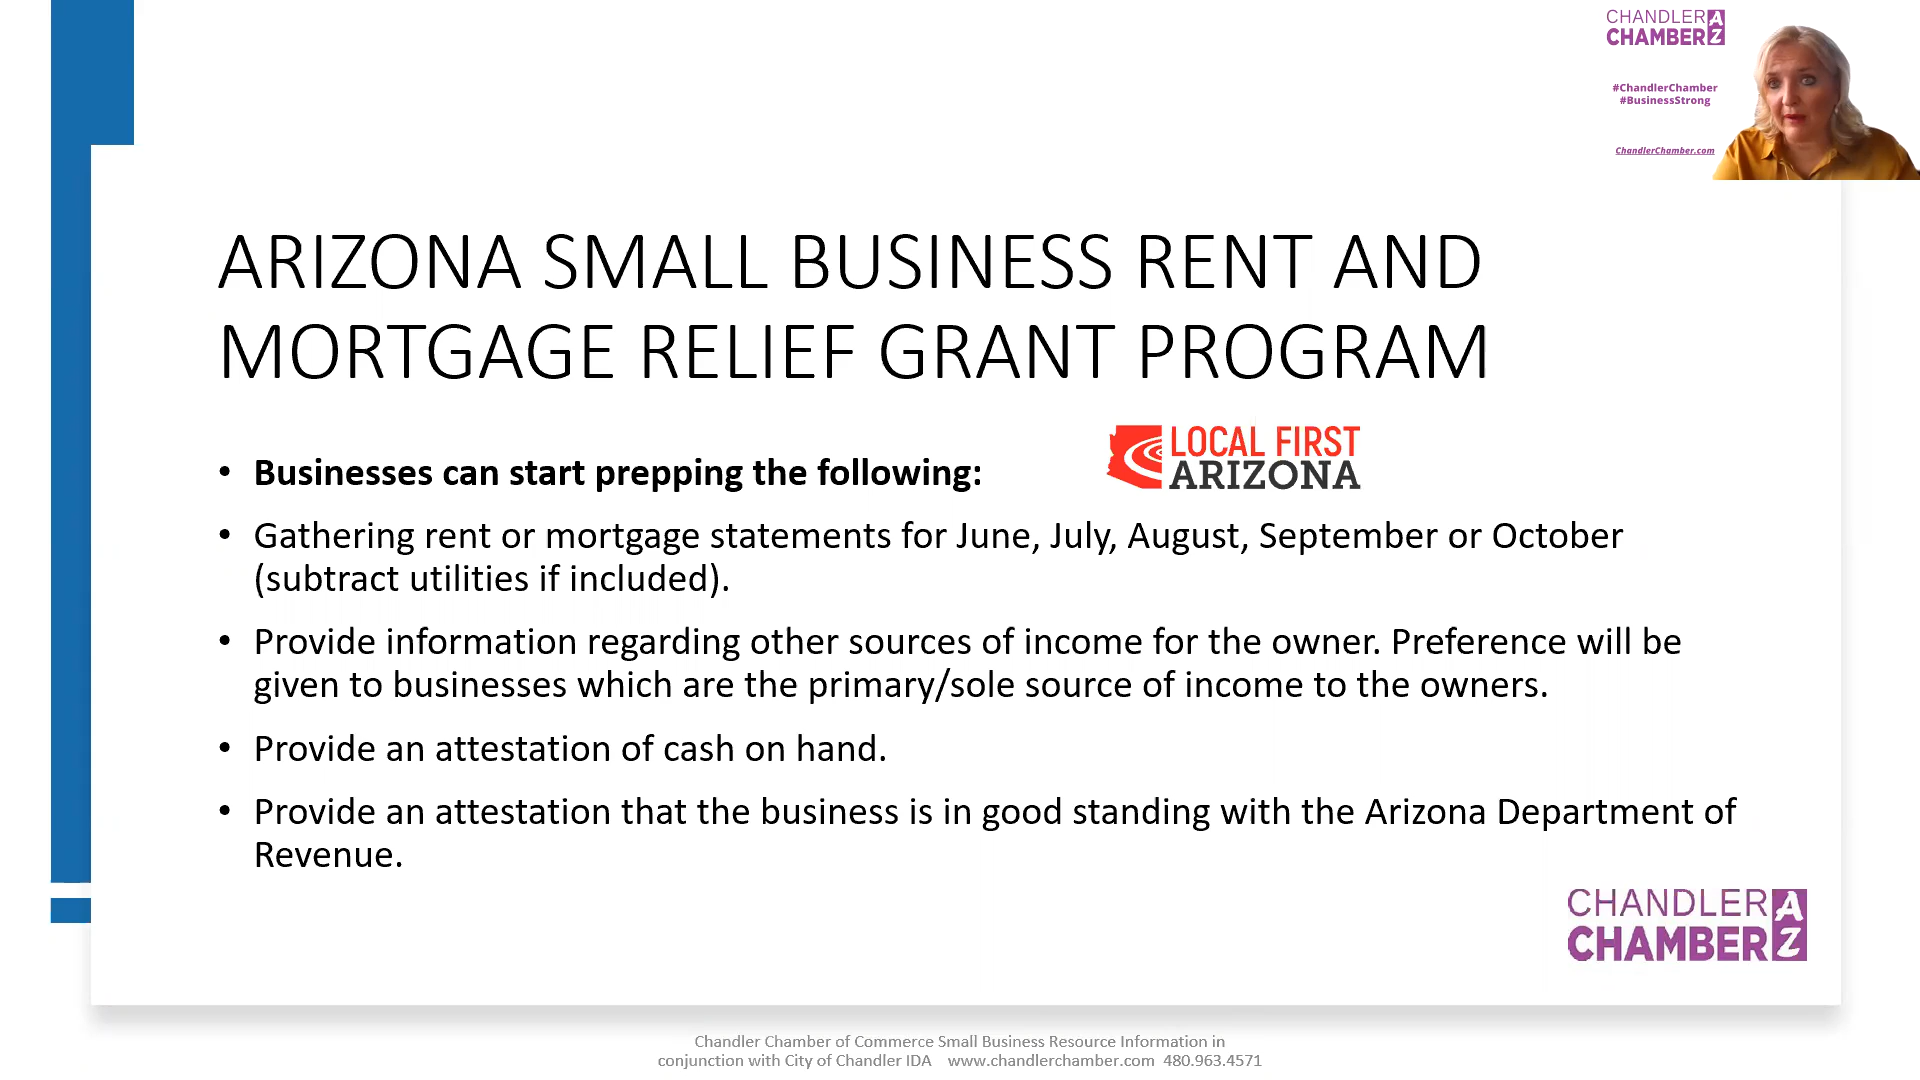 CHANDLER AZ
CHAMBER
#ChandlerChamber
#BusinessStrong
ChandlerChamber.com
ARIZONA SMALL BUSINESS RENT AND
MORTGAGE RELIEF GRANT PROGRAM
LOCAL FIRST
ARIZONA
• Businesses can start prepping the following:
• Gathering rent or mortgage statements for June, July, August, September or October
(subtract utilities if included).
• Provide information regarding other sources of income for the owner. Preference will be
given to businesses which are the primary/sole source of income to the owners.
• Provide an attestation of cash on hand.
• Provide an attestation that the business is in good standing with the Arizona Department of
Revenue.
CHANDLER AZ
CHAMBER
Chandler Chamber of Commerce Small Business Resource Information in
conjunction with City of Chandler IDA www.chandlerchamber.com 480.963.4571